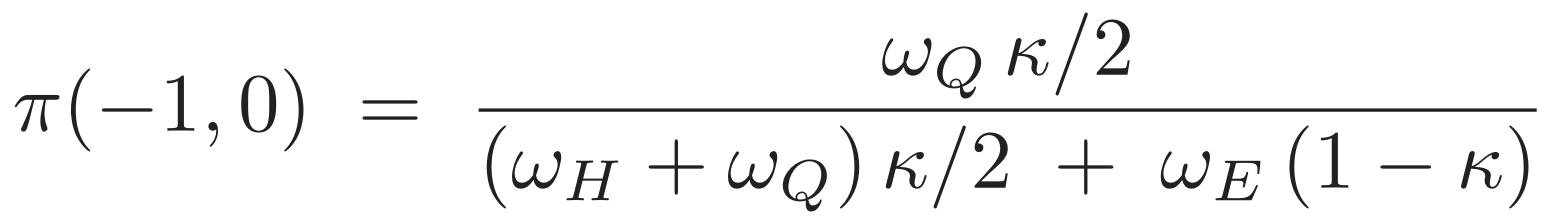 π(−1, 0) = ω_Q κ/2 / ((ω_H + ω_Q) κ/2 + ω_E (1 − κ))